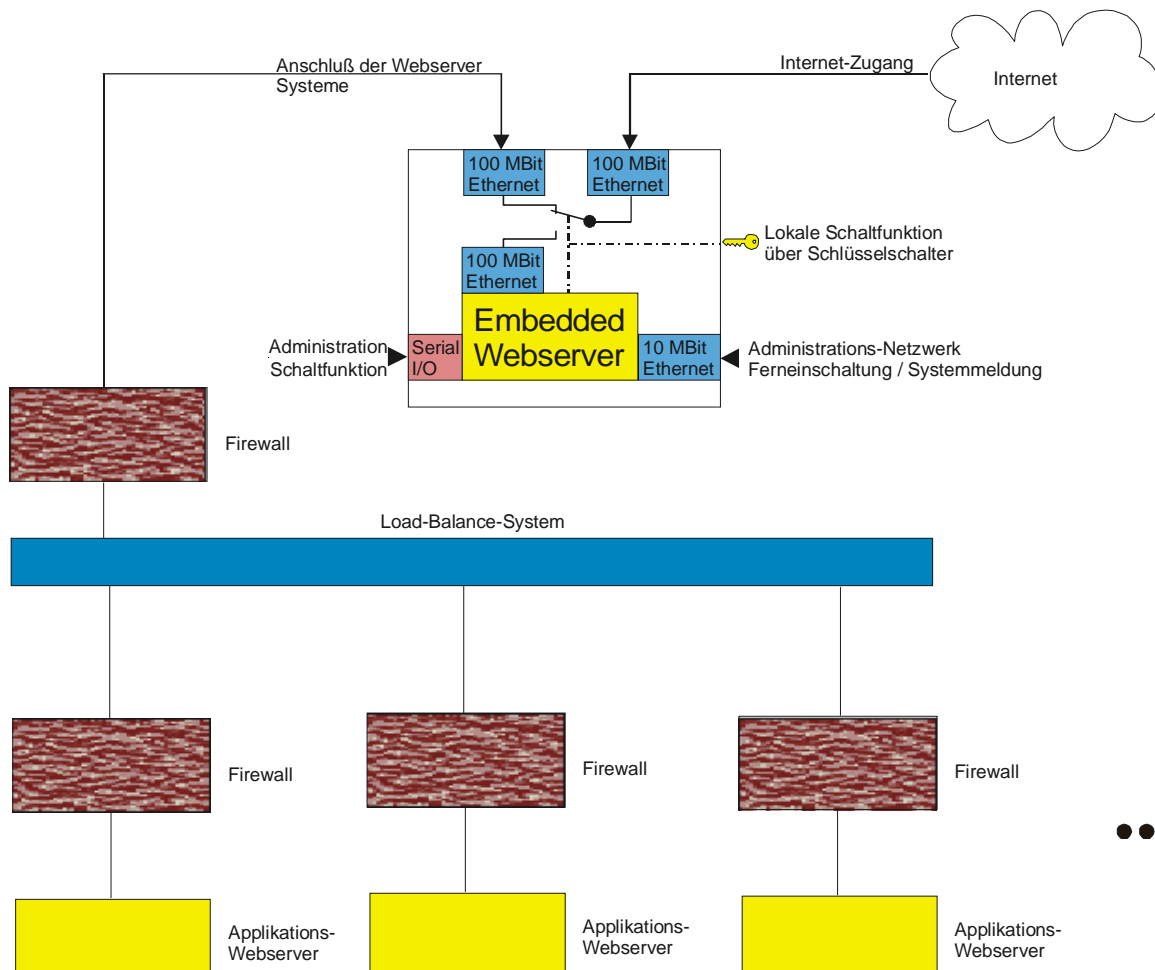 Anschluß der Webserver
Systeme
Internet-Zugang
Internet
100 MBit
Ethernet
100 MBit
Ethernet
Lokale Schaltfunktion
über Schlüsselschalter
100 MBit
Ethernet
Embedded
Webserver
Administration
Schaltfunktion
Serial
I/O
10 MBit
Ethernet
Administrations-Netzwerk
Ferneinschaltung / Systemmeldung
Firewall
Load-Balance-System
Firewall
Firewall
Firewall
Applikations-
Webserver
Applikations-
Webserver
Applikations-
Webserver